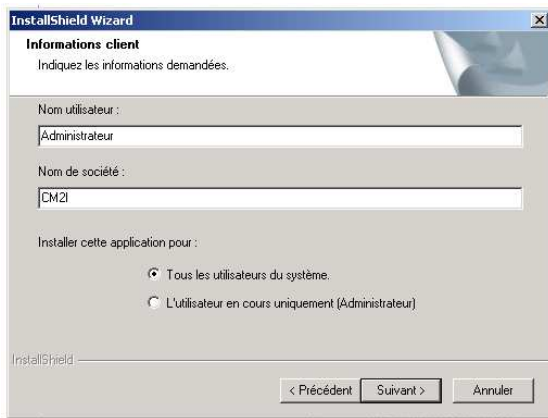 InstallShield Wizard
Informations client
Indiquez les informations demandées.
Nom utilisateur :
Administrateur
Nom de société :
CM2I
Installer cette application pour :
Tous les utilisateurs du système.
L'utilisateur en cours uniquement (Administrateur)
InstallShield
< Précédent Suivant > Annuler